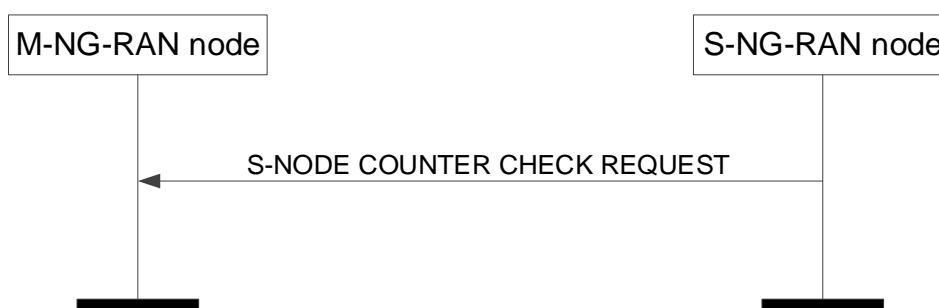 M-NG-RAN node
S-NG-RAN node
S-NODE COUNTER CHECK REQUEST